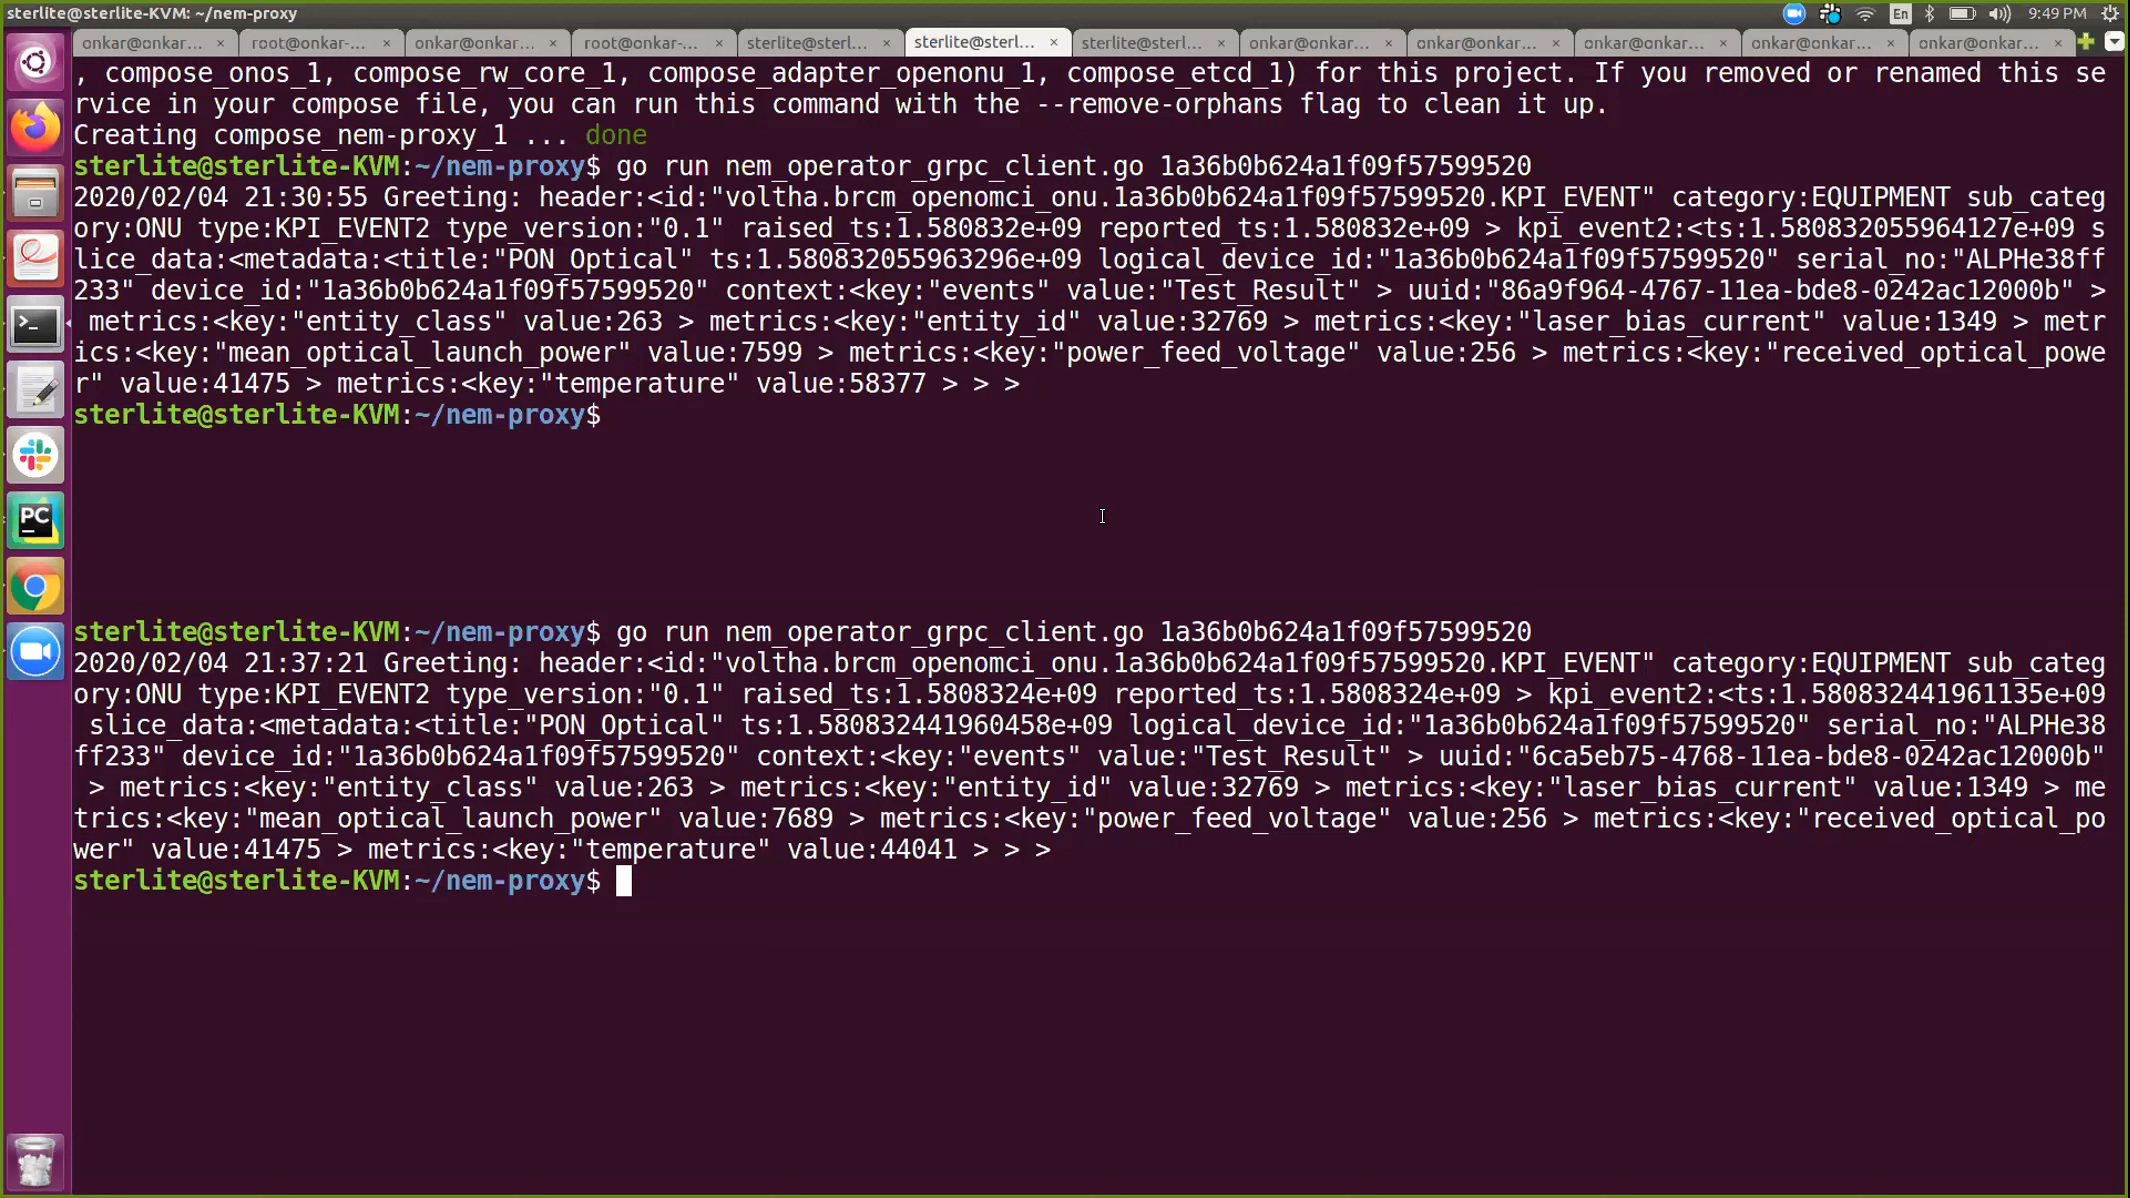 sterlite@sterlite-KVM: ~/nem-proxy
En
9:49 PM
onkar@onkar... × root@onkar-... × onkar@onkar... × root@onkar-... × sterlite@sterl... × sterlite@sterl... × sterlite@sterl... × onkar@onkar... × onkar@onkar... × onkar@onkar... × onkar@onkar... × onkar@onkar... ×
, compose_onos_1, compose_rw_core_1, compose_adapter_openonu_1, compose_etcd_1) for this project. If you removed or renamed this se
rvice in your compose file, you can run this command with the --remove-orphans flag to clean it up.
Creating compose_nem-proxy_1 ... done
sterlite@sterlite-KVM:~/nem-proxy$ go run nem_operator_grpc_client.go 1a36b0b624a1f09f57599520
2020/02/04 21:30:55 Greeting: header:<id:"voltha.brcm_openomci_onu.1a36b0b624a1f09f57599520.KPI_EVENT" category:EQUIPMENT sub_categ
ory:ONU type:KPI_EVENT2 type_version:"0.1" raised_ts:1.580832e+09 reported_ts:1.580832e+09 > kpi_event2:<ts:1.580832055964127e+09 s
lice_data:<metadata:<title:"PON_Optical" ts:1.580832055963296e+09 logical_device_id:"1a36b0b624a1f09f57599520" serial_no:"ALPHe38ff
233" device_id:"1a36b0b624a1f09f57599520" context:<key:"events" value:"Test_Result" > uuid:"86a9f964-4767-11ea-bde8-0242ac12000b" >
 metrics:<key:"entity_class" value:263 > metrics:<key:"entity_id" value:32769 > metrics:<key:"laser_bias_current" value:1349 > metr
ics:<key:"mean_optical_launch_power" value:7599 > metrics:<key:"power_feed_voltage" value:256 > metrics:<key:"received_optical_powe
r" value:41475 > metrics:<key:"temperature" value:58377 > > >
sterlite@sterlite-KVM:~/nem-proxy$
PC
sterlite@sterlite-KVM:~/nem-proxy$ go run nem_operator_grpc_client.go 1a36b0b624a1f09f57599520
2020/02/04 21:37:21 Greeting: header:<id:"voltha.brcm_openomci_onu.1a36b0b624a1f09f57599520.KPI_EVENT" category:EQUIPMENT sub_categ
ory:ONU type:KPI_EVENT2 type_version:"0.1" raised_ts:1.5808324e+09 reported_ts:1.5808324e+09 > kpi_event2:<ts:1.580832441961135e+09
 slice_data:<metadata:<title:"PON_Optical" ts:1.580832441960458e+09 logical_device_id:"1a36b0b624a1f09f57599520" serial_no:"ALPHe38
ff233" device_id:"1a36b0b624a1f09f57599520" context:<key:"events" value:"Test_Result" > uuid:"6ca5eb75-4768-11ea-bde8-0242ac12000b"
 > metrics:<key:"entity_class" value:263 > metrics:<key:"entity_id" value:32769 > metrics:<key:"laser_bias_current" value:1349 > me
trics:<key:"mean_optical_launch_power" value:7689 > metrics:<key:"power_feed_voltage" value:256 > metrics:<key:"received_optical_po
wer" value:41475 > metrics:<key:"temperature" value:44041 > > >
sterlite@sterlite-KVM:~/nem-proxy$